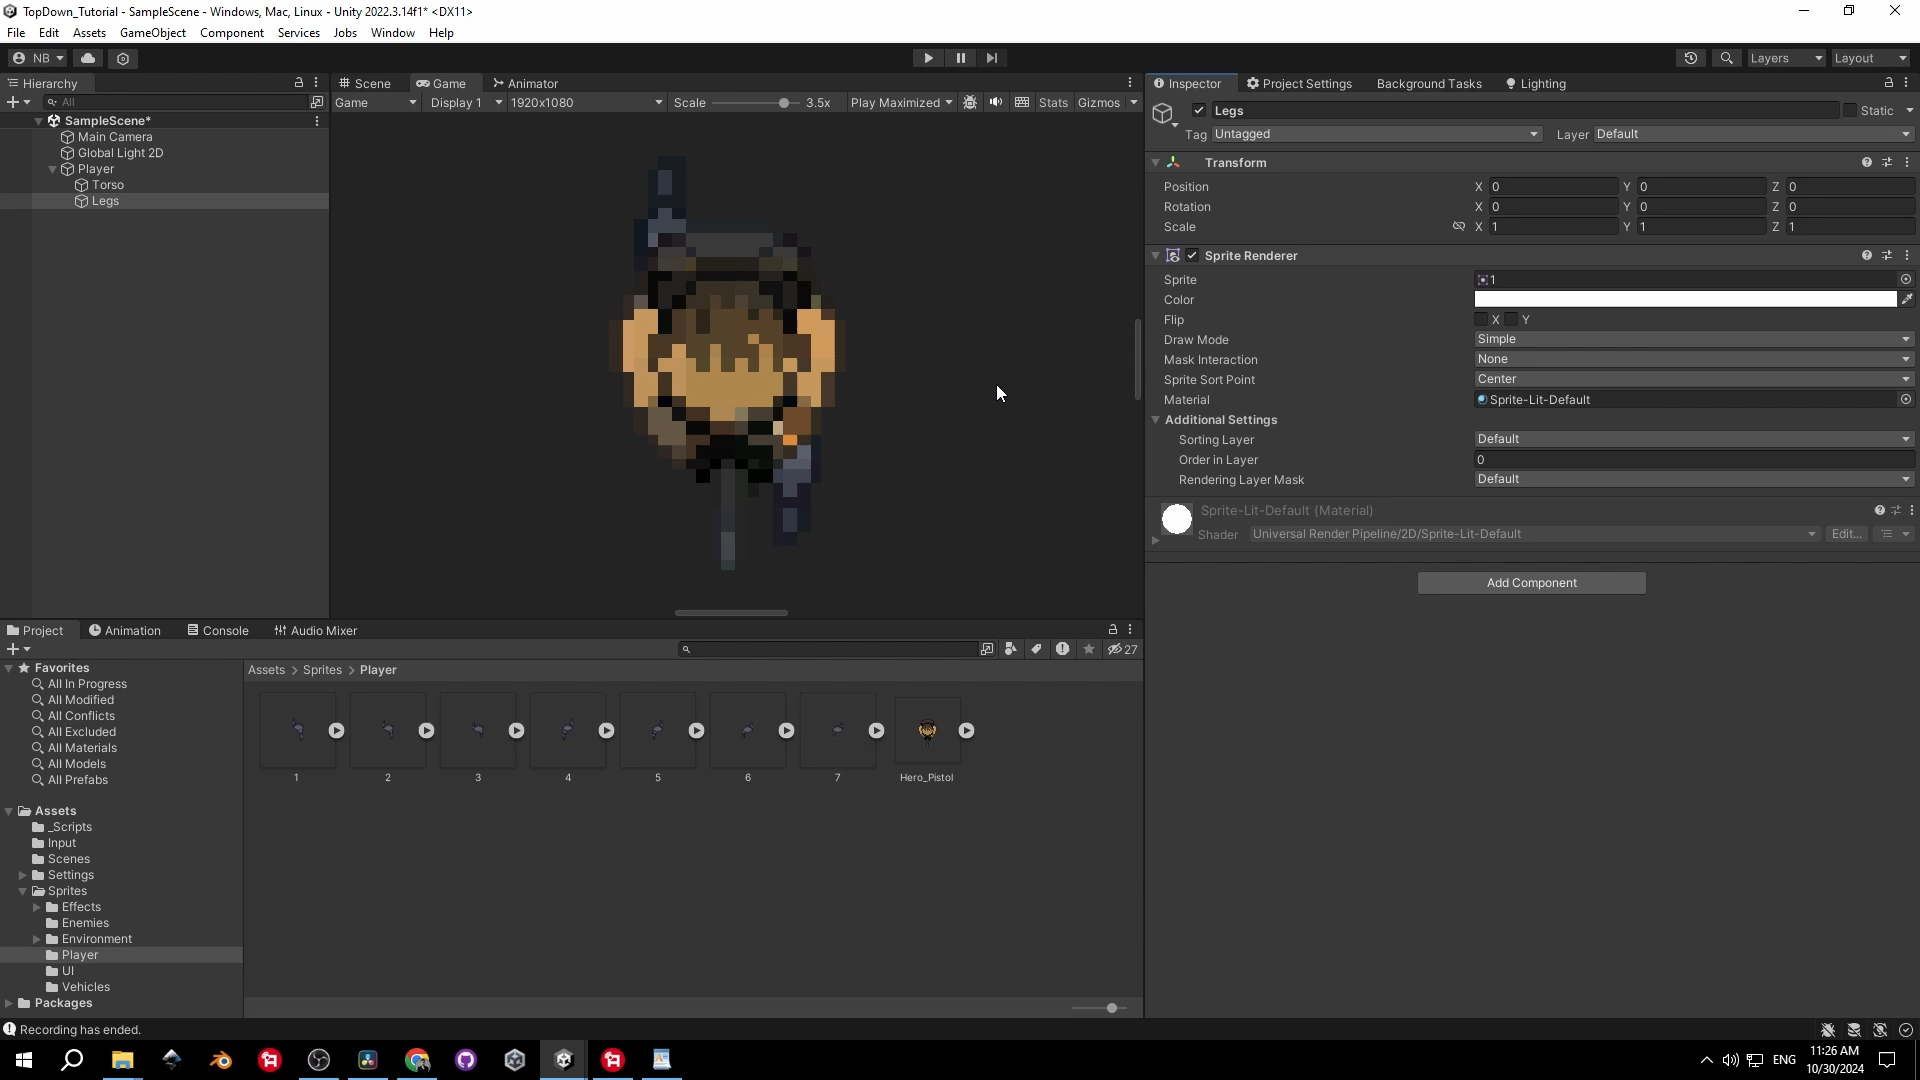 TopDown_Tutorial - SampleScene - Windows, Mac, Linux - Unity 2022.3.14f1* <DX11>
File Edit Assets GameObject Component Services Jobs Window Help
NB Layers Layout
Hierarchy
All
SampleScene*
Main Camera
Global Light 2D
Player
Torso
Legs
Scene Game Animator
Game Display 1 1920x1080 Scale 3.5x Play Maximized Stats Gizmos
Inspector Project Settings Background Tasks Lighting
Legs Static
Tag Untagged Layer Default
Transform
Position X 0 Y 0 Z 0
Rotation X 0 Y 0 Z 0
Scale X 1 Y 1 Z 1
Sprite Renderer
Sprite 1
Color
Flip X Y
Draw Mode Simple
Mask Interaction None
Sprite Sort Point Center
Material Sprite-Lit-Default
Additional Settings
Sorting Layer Default
Order in Layer 0
Rendering Layer Mask Default
Sprite-Lit-Default (Material)
Shader Universal Render Pipeline/2D/Sprite-Lit-Default Edit...
Add Component
Project Animation Console Audio Mixer
27
Favorites
All In Progress
All Modified
All Conflicts
All Excluded
All Materials
All Models
All Prefabs
Assets
_Scripts
Input
Scenes
Settings
Sprites
Effects
Enemies
Environment
Player
UI
Vehicles
Packages
Assets > Sprites > Player
1 2 3 4 5 6 7 Hero_Pistol
Recording has ended.
ENG
11:26 AM
10/30/2024